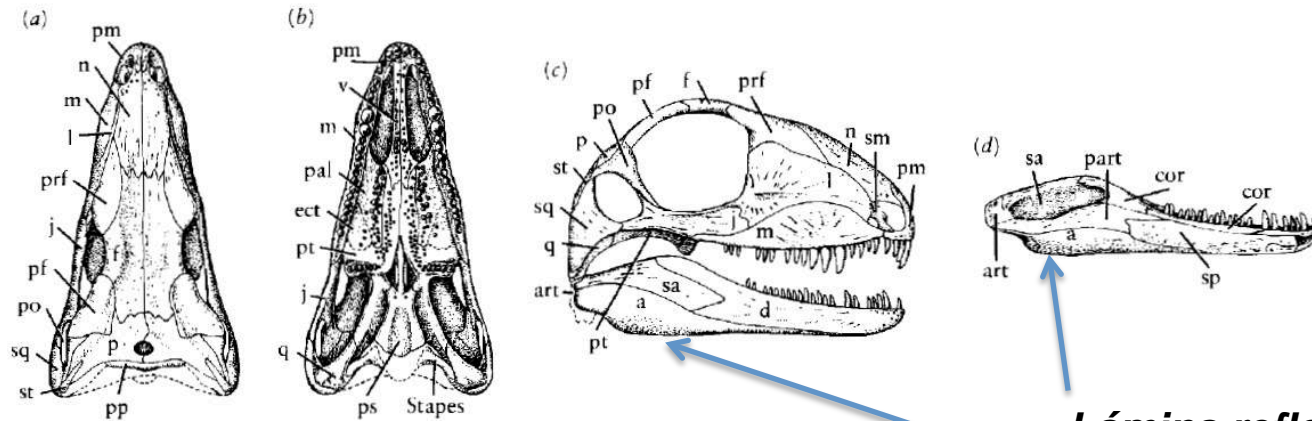 (a)
pm
n
m
l
prf
j
f
pf
po
p
sq
st
pp
(b)
pm
v
m
pal
ect
pt
j
q
ps
Stapes
(c)
pf
f
prf
po
p
n
sm
st
pm
l
sq
j
m
q
art
sa
a
d
pt
(d)
sa
part
cor
cor
a
art
sp